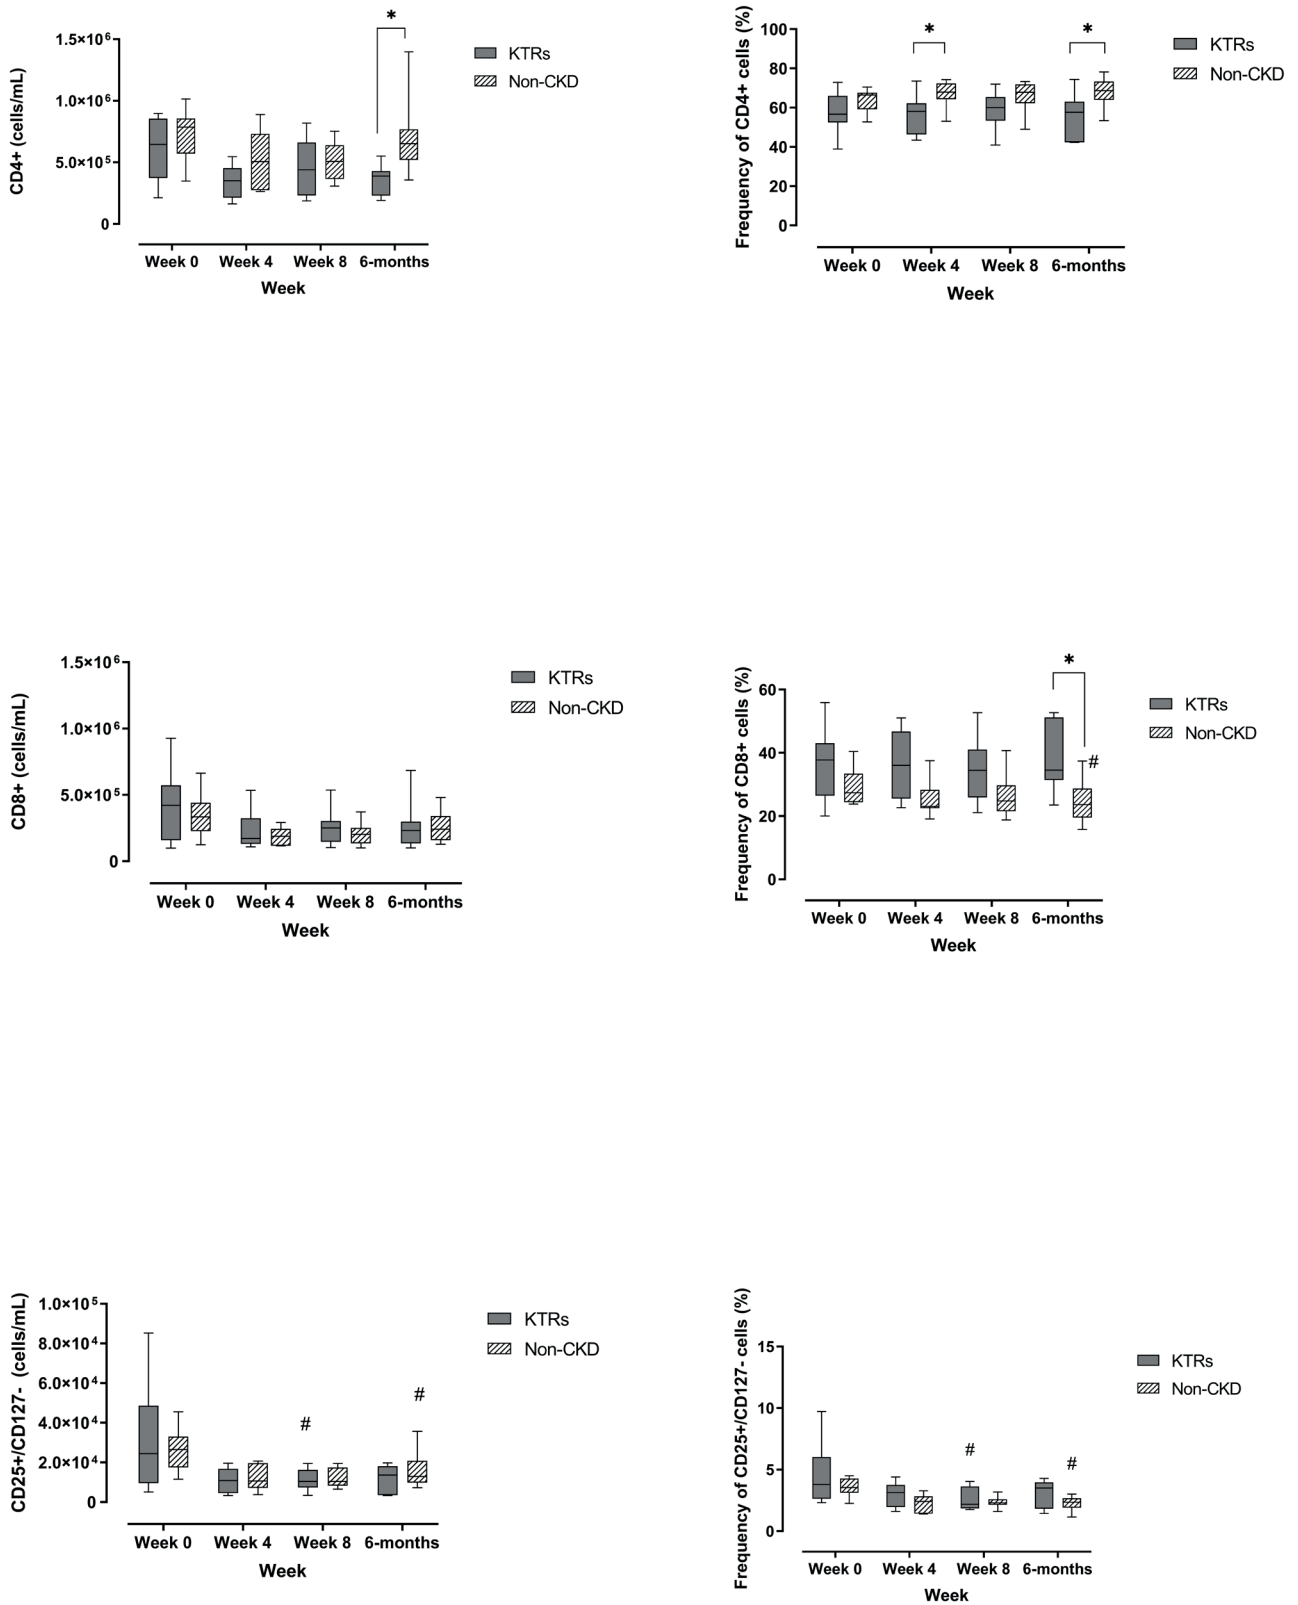 *
1.5×10⁶
1.0×10⁶
5.0×10⁵
0
CD4+ (cells/mL)
KTRs
Non-CKD
Week 0 Week 4 Week 8 6-months
Week
*
*
100
80
60
40
20
0
Frequency of CD4+ cells (%)
KTRs
Non-CKD
Week 0 Week 4 Week 8 6-months
Week
1.5×10⁶
1.0×10⁶
5.0×10⁵
0
CD8+ (cells/mL)
KTRs
Non-CKD
Week 0 Week 4 Week 8 6-months
Week
*
#
60
40
20
0
Frequency of CD8+ cells (%)
KTRs
Non-CKD
Week 0 Week 4 Week 8 6-months
Week
1.0×10⁵
8.0×10⁴
6.0×10⁴
4.0×10⁴
2.0×10⁴
0
CD25+/CD127- (cells/mL)
#
#
KTRs
Non-CKD
Week 0 Week 4 Week 8 6-months
Week
15
10
5
0
Frequency of CD25+/CD127- cells (%)
#
#
KTRs
Non-CKD
Week 0 Week 4 Week 8 6-months
Week